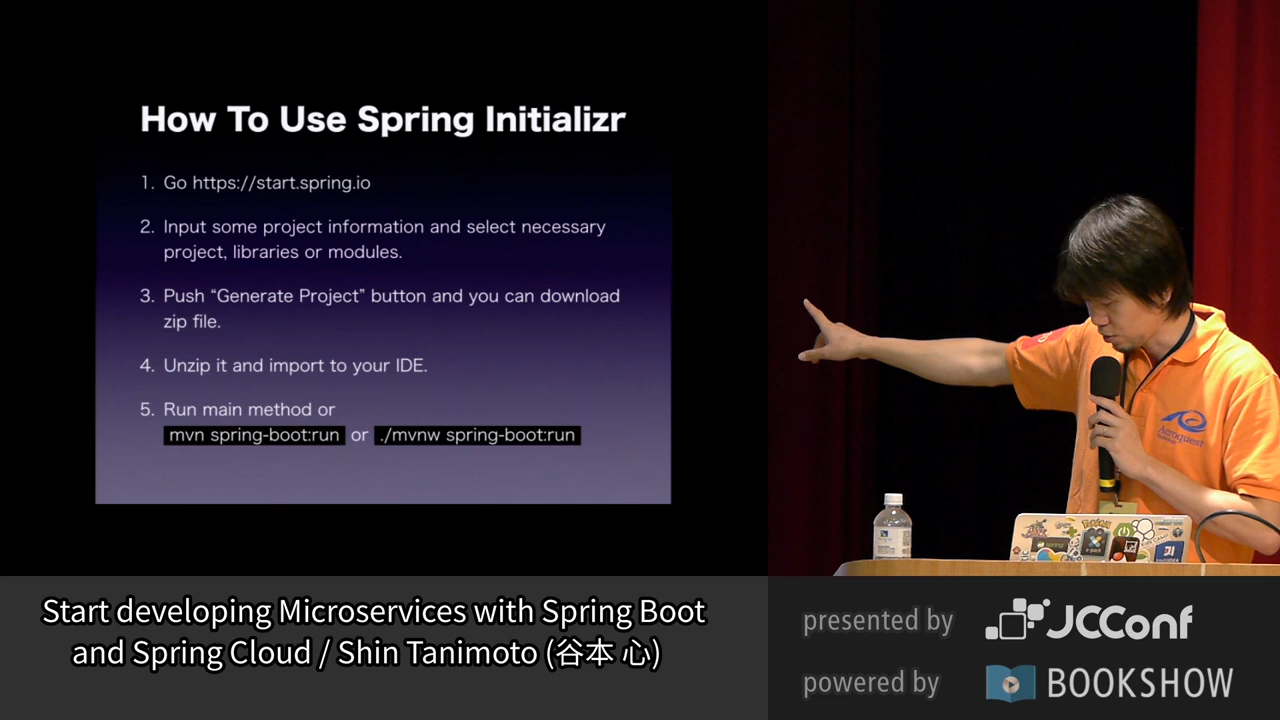 How To Use Spring Initializr
1. Go https://start.spring.io
2. Input some project information and select necessary
project, libraries or modules.
3. Push “Generate Project” button and you can download
zip file.
4. Unzip it and import to your IDE.
5. Run main method or
mvn spring-boot:run or ./mvnw spring-boot:run
Aeroquest
spring
Start developing Microservices with Spring Boot
and Spring Cloud / Shin Tanimoto (谷本 心)
presented by JCConf
powered by BOOKSHOW